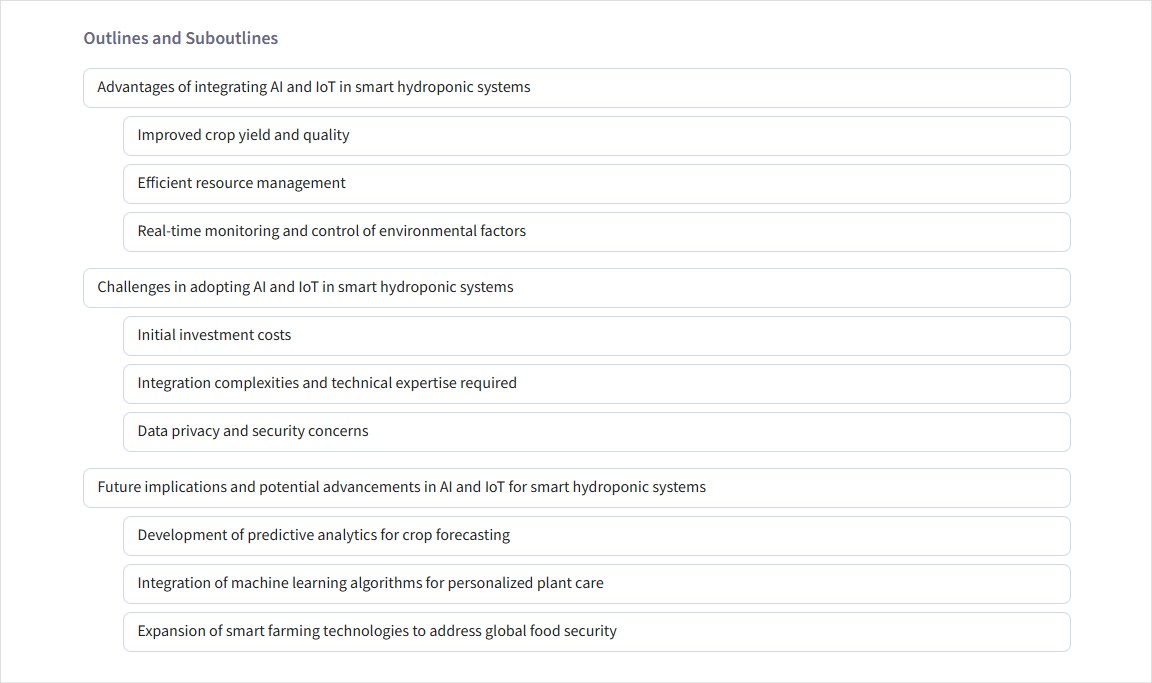 Outlines and Suboutlines
Advantages of integrating AI and IoT in smart hydroponic systems
Improved crop yield and quality
Efficient resource management
Real-time monitoring and control of environmental factors
Challenges in adopting AI and IoT in smart hydroponic systems
Initial investment costs
Integration complexities and technical expertise required
Data privacy and security concerns
Future implications and potential advancements in AI and IoT for smart hydroponic systems
Development of predictive analytics for crop forecasting
Integration of machine learning algorithms for personalized plant care
Expansion of smart farming technologies to address global food security